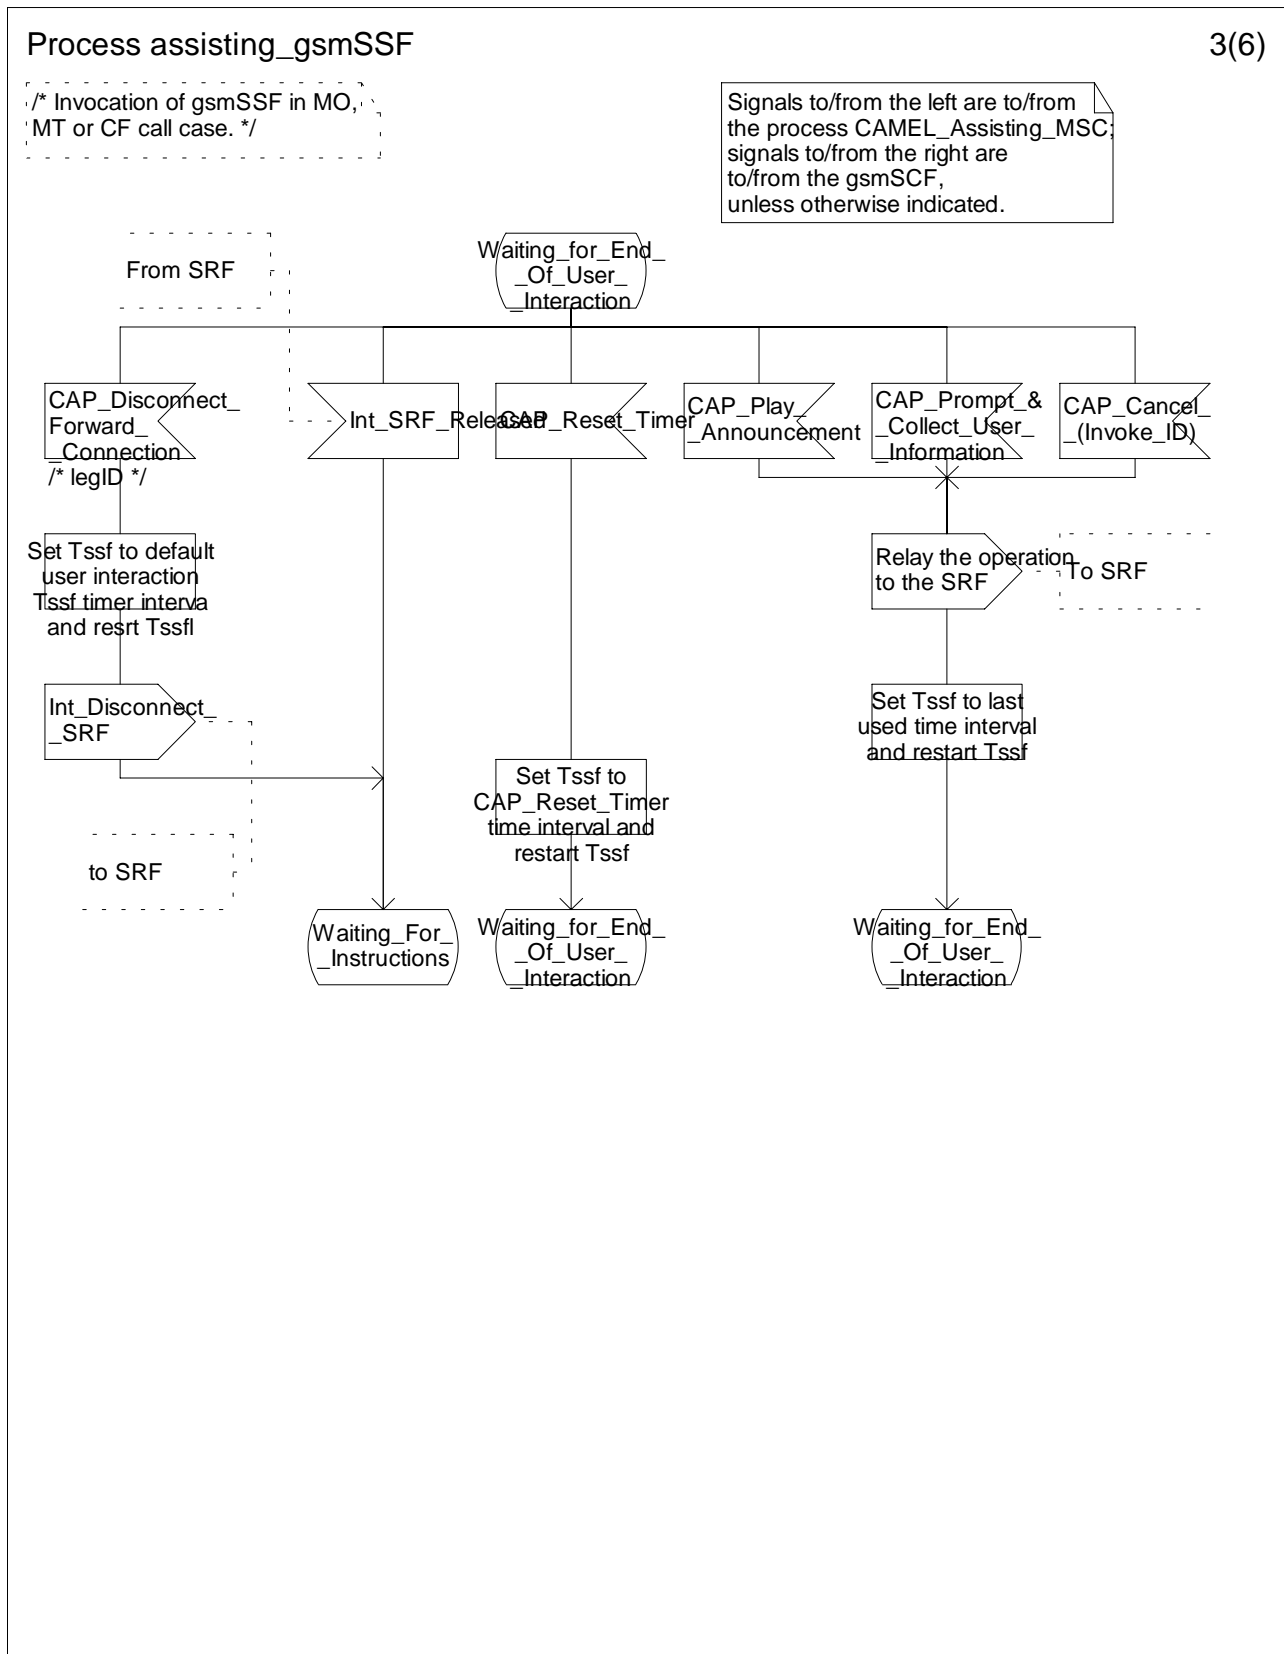 Process assisting_gsmSSF
3(6)
/* Invocation of gsmSSF in MO,
MT or CF call case. */
Signals to/from the left are to/from
the process CAMEL_Assisting_MSC;
signals to/from the right are
to/from the gsmSCF,
unless otherwise indicated.
From SRF
Waiting_for_End_
_Of_User_
_Interaction
CAP_Disconnect_
Forward_
_Connection
/* legID */
Int_SRF_Released
CAP_Reset_Timer
CAP_Play_
_Announcement
CAP_Prompt_&
_Collect_User_
_Information
CAP_Cancel_
_(Invoke_ID)
Set Tssf to default
user interaction
Tssf timer interva
and resrt Tssfl
Relay the operation
to the SRF
To SRF
Int_Disconnect_
_SRF
Set Tssf to last
used time interval
and restart Tssf
Set Tssf to
CAP_Reset_Timer
time interval and
restart Tssf
to SRF
Waiting_For_
_Instructions
Waiting_for_End_
_Of_User_
_Interaction
Waiting_for_End_
_Of_User_
_Interaction